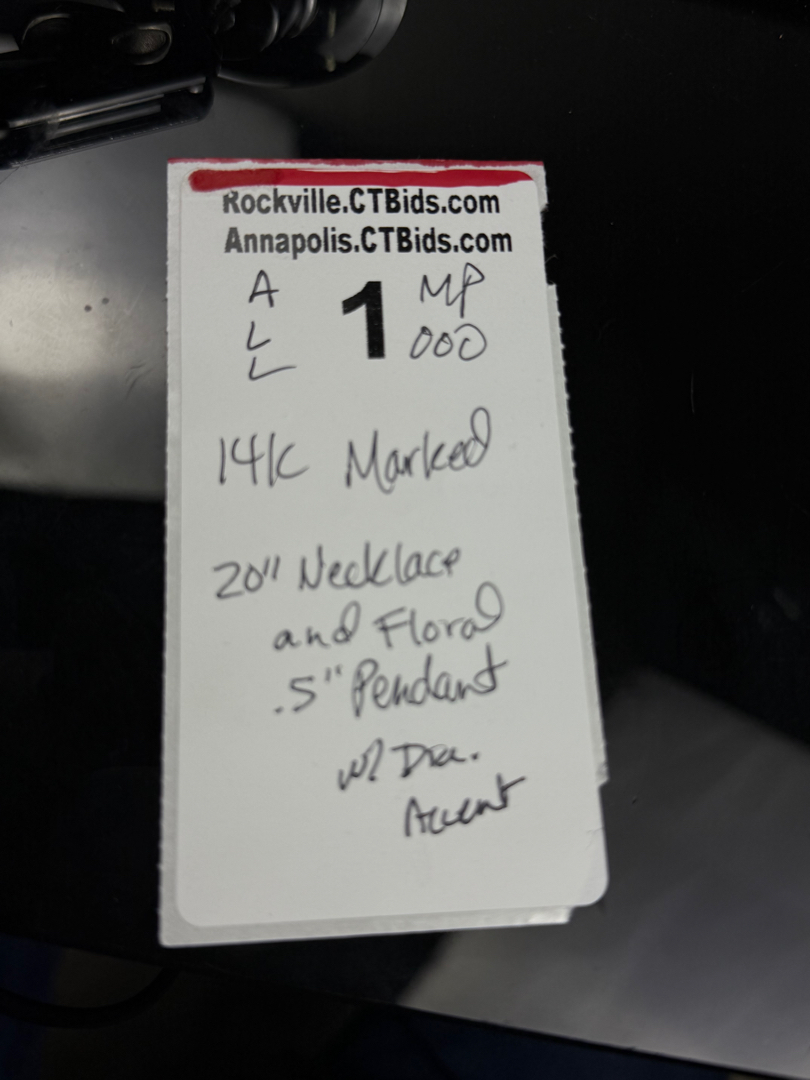 Rockville.CTBids.com
Annapolis.CTBids.com
A 1 MP
L 000
L
14K Marked
20" Necklace
and Floral
.5" Pendant
w/ Dia.
Accent